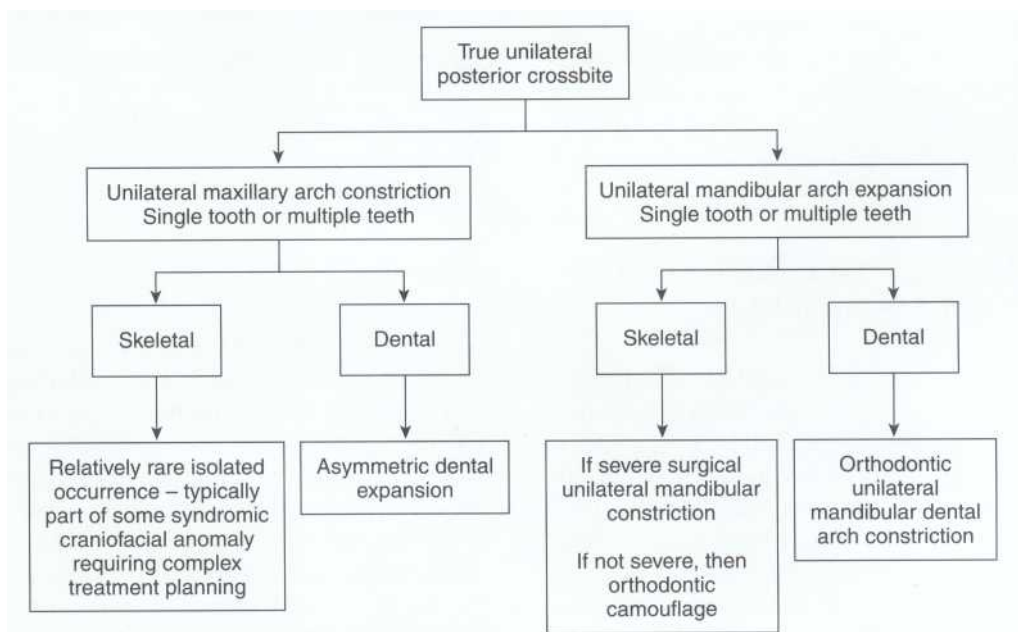 True unilateral
posterior crossbite
Unilateral maxillary arch constriction
Single tooth or multiple teeth
Unilateral mandibular arch expansion
Single tooth or multiple teeth
Skeletal
Dental
Skeletal
Dental
Relatively rare isolated
occurrence – typically
part of some syndromic
craniofacial anomaly
requiring complex
treatment planning
Asymmetric dental
expansion
If severe surgical
unilateral mandibular
constriction
If not severe, then
orthodontic
camouflage
Orthodontic
unilateral
mandibular dental
arch constriction